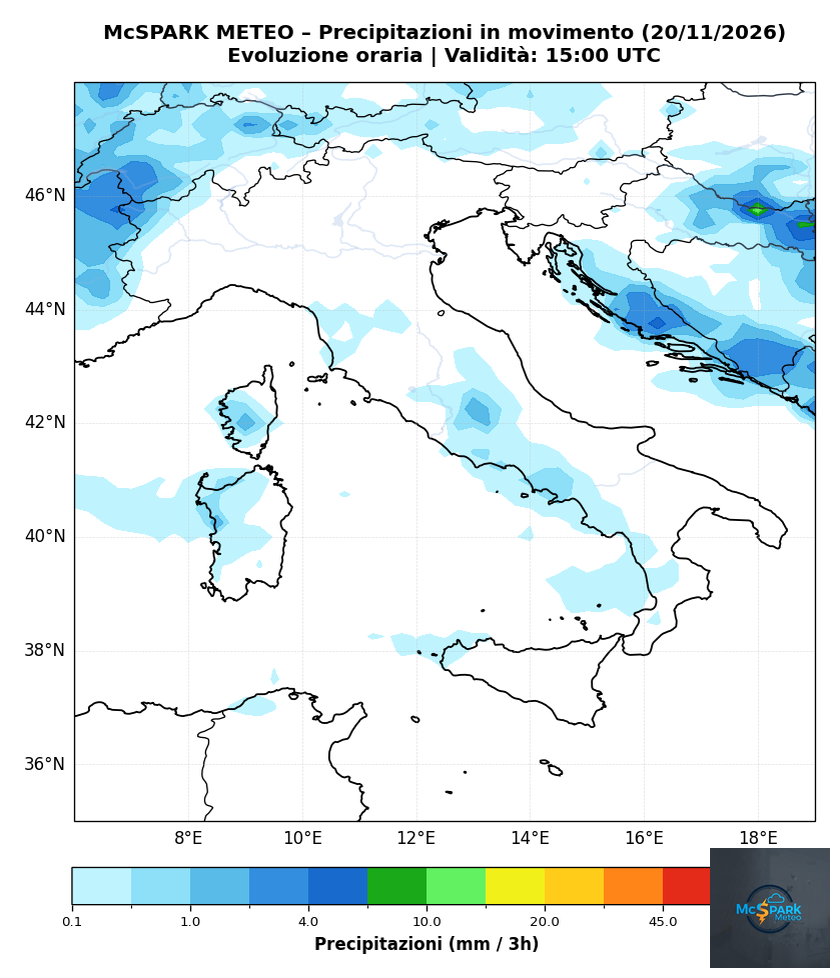 McSPARK METEO – Precipitazioni in movimento (20/11/2026)
Evoluzione oraria | Validità: 15:00 UTC
46°N
44°N
42°N
40°N
38°N
36°N
8°E 10°E 12°E 14°E 16°E 18°E
0.1 1.0 4.0 10.0 20.0 45.0
Precipitazioni (mm / 3h)
McSPARK
Meteo